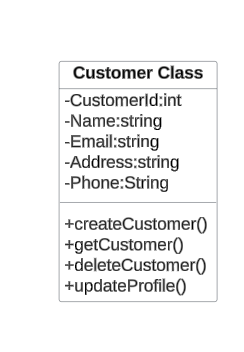 Customer Class
-CustomerId:int
-Name:string
-Email:string
-Address:string
-Phone:String
+createCustomer()
+getCustomer()
+deleteCustomer()
+updateProfile()